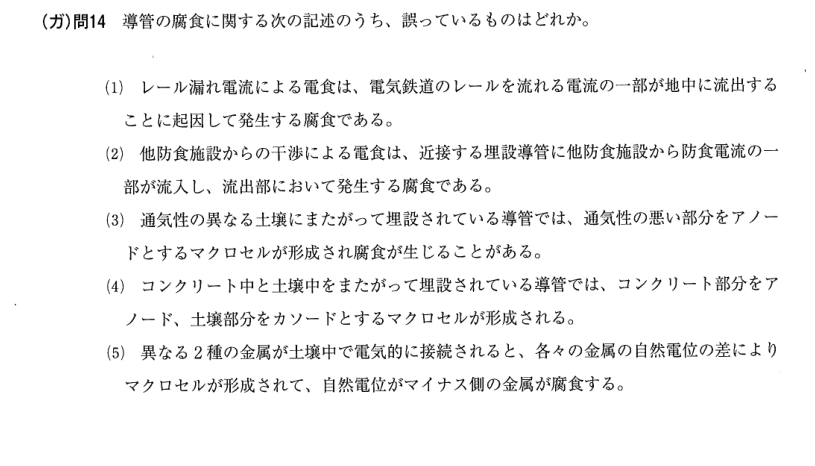 (ガ)問14 導管の腐食に関する次の記述のうち、誤っているものはどれか。
(1) レール漏れ電流による電食は、電気鉄道のレールを流れる電流の一部が地中に流出する
ことに起因して発生する腐食である。
(2) 他防食施設からの干渉による電食は、近接する埋設導管に他防食施設から防食電流の一
部が流入し、流出部において発生する腐食である。
(3) 通気性の異なる土壌にまたがって埋設されている導管では、通気性の悪い部分をアノー
ドとするマクロセルが形成され腐食が生じることがある。
(4) コンクリート中と土壌中をまたがって埋設されている導管では、コンクリート部分をア
ノード、土壌部分をカソードとするマクロセルが形成される。
(5) 異なる2種の金属が土壌中で電気的に接続されると、各々の金属の自然電位の差により
マクロセルが形成されて、自然電位がマイナス側の金属が腐食する。